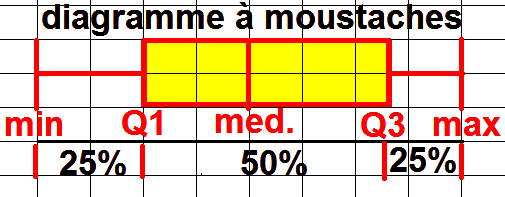 diagramme à moustaches
min Q1 med. Q3 max
25% 50% 25%